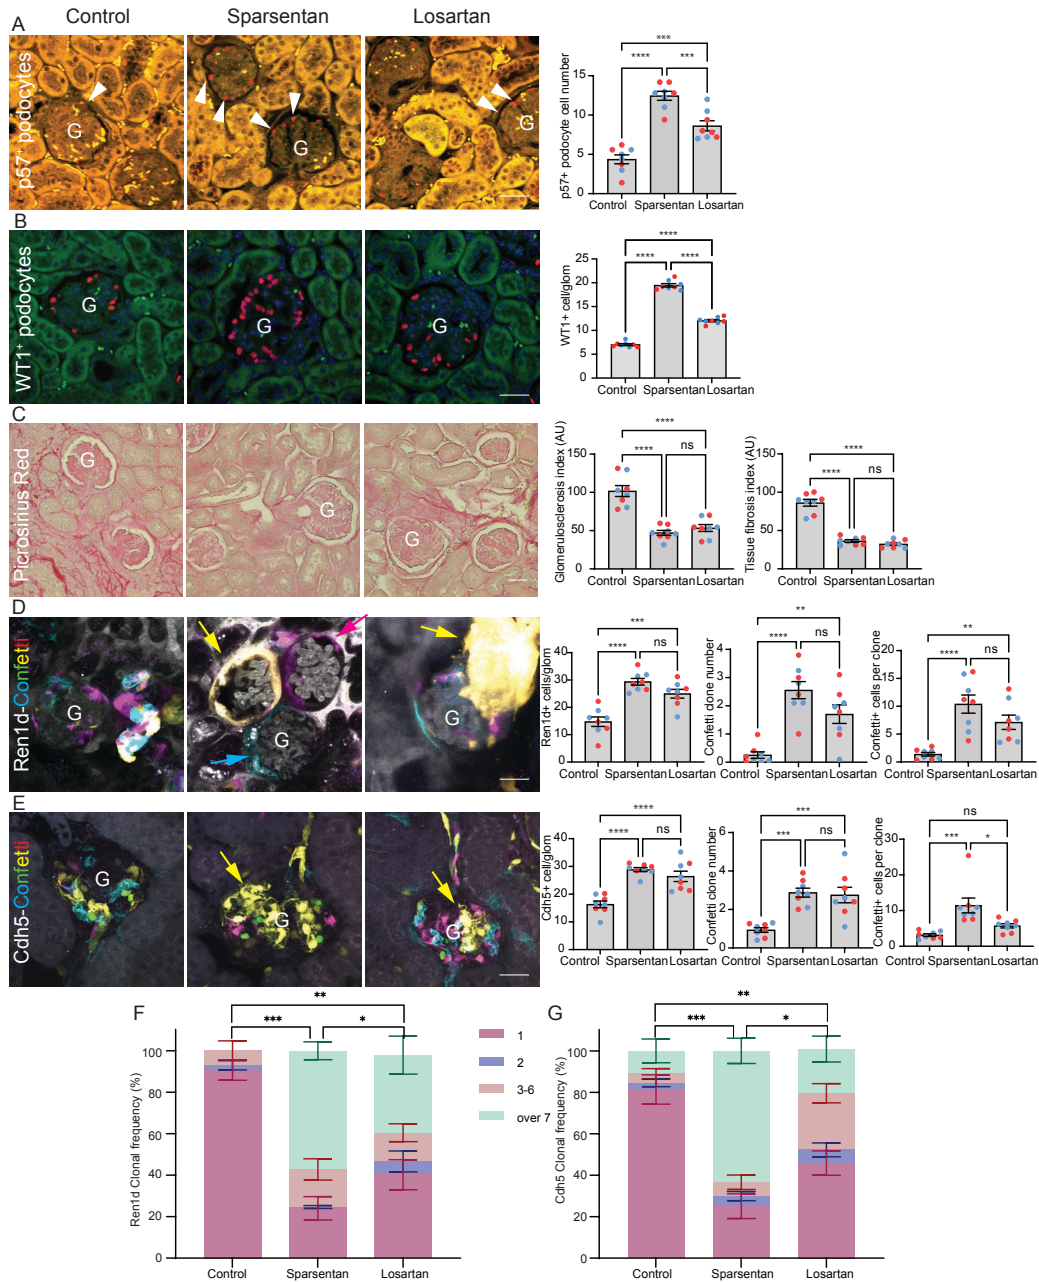 A
Control
Sparsentan
Losartan
p57+ podocytes
G
G
G
p57+ podocyte cell number
***
****
***
15
10
5
0
Control
Sparsentan
Losartan
B
WT1+ podocytes
G
G
G
WT1+ cell/glom
****
****
****
25
20
15
10
5
0
Control
Sparsentan
Losartan
C
Picrosirius Red
G
G
G
Glomerulosclerosis index (AU)
****
****
ns
150
100
50
0
Control
Sparsentan
Losartan
Tissue fibrosis index (AU)
****
****
ns
150
100
50
0
Control
Sparsentan
Losartan
D
Ren1d-Confetti
G
G
G
Ren1d+ cells/glom
***
****
ns
40
30
20
10
0
Control
Sparsentan
Losartan
Confetti clone number
**
****
ns
4
3
2
1
0
Control
Sparsentan
Losartan
Confetti+ cells per clone
**
****
ns
20
15
10
5
0
Control
Sparsentan
Losartan
E
Cdh5-Confetti
G
G
G
Cdh5+ cell/glom
****
****
ns
40
30
20
10
0
Control
Sparsentan
Losartan
Confetti clone number
***
***
ns
6
4
2
0
Control
Sparsentan
Losartan
Confetti+ cells per clone
ns
***
*
30
20
10
0
Control
Sparsentan
Losartan
F
Ren1d Clonal frequency (%)
**
***
*
100
80
60
40
20
0
Control
Sparsentan
Losartan
1
2
3-6
over 7
G
Cdh5 Clonal frequency (%)
**
***
*
100
80
60
40
20
0
Control
Sparsentan
Losartan